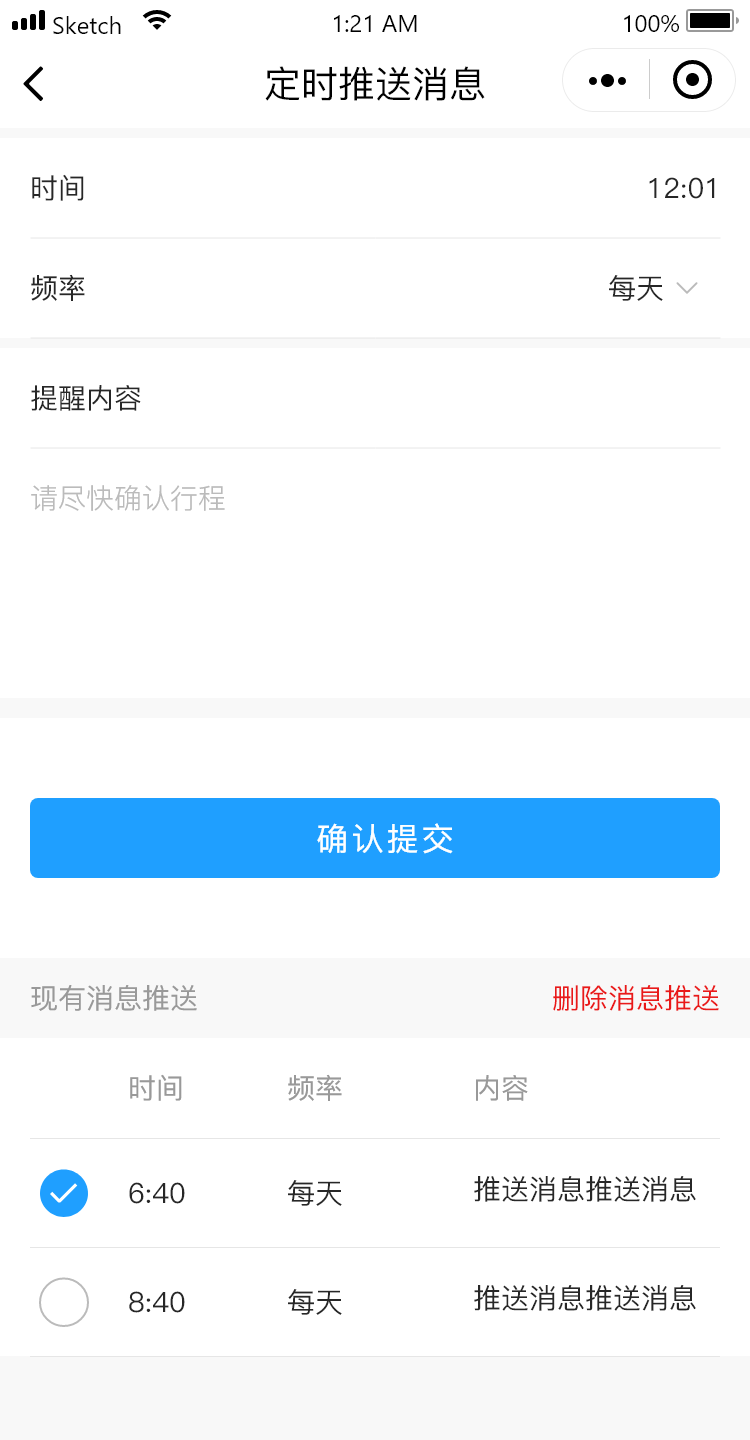 Sketch 1:21 AM 100%
定时推送消息
时间 12:01
频率 每天
提醒内容
请尽快确认行程
确认提交
现有消息推送 删除消息推送
时间 频率 内容
6:40 每天 推送消息推送消息
8:40 每天 推送消息推送消息